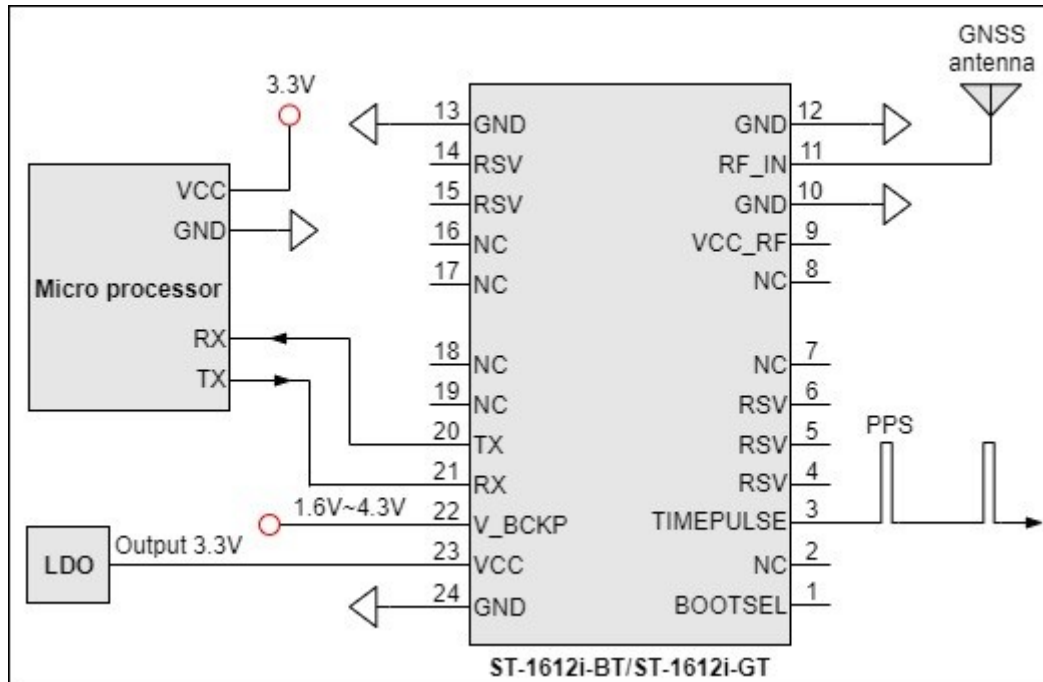 GNSS
antenna
3.3V
VCC
GND
Micro processor
RX
TX
13 GND
14 RSV
15 RSV
16 NC
17 NC
18 NC
19 NC
20 TX
21 RX
1.6V~4.3V 22 V_BCKP
LDO Output 3.3V 23 VCC
24 GND
GND 12
RF_IN 11
GND 10
VCC_RF 9
NC 8
NC 7
RSV 6
RSV 5
RSV 4
TIMEPULSE 3
NC 2
BOOTSEL 1
PPS
ST-1612i-BT/ST-1612i-GT